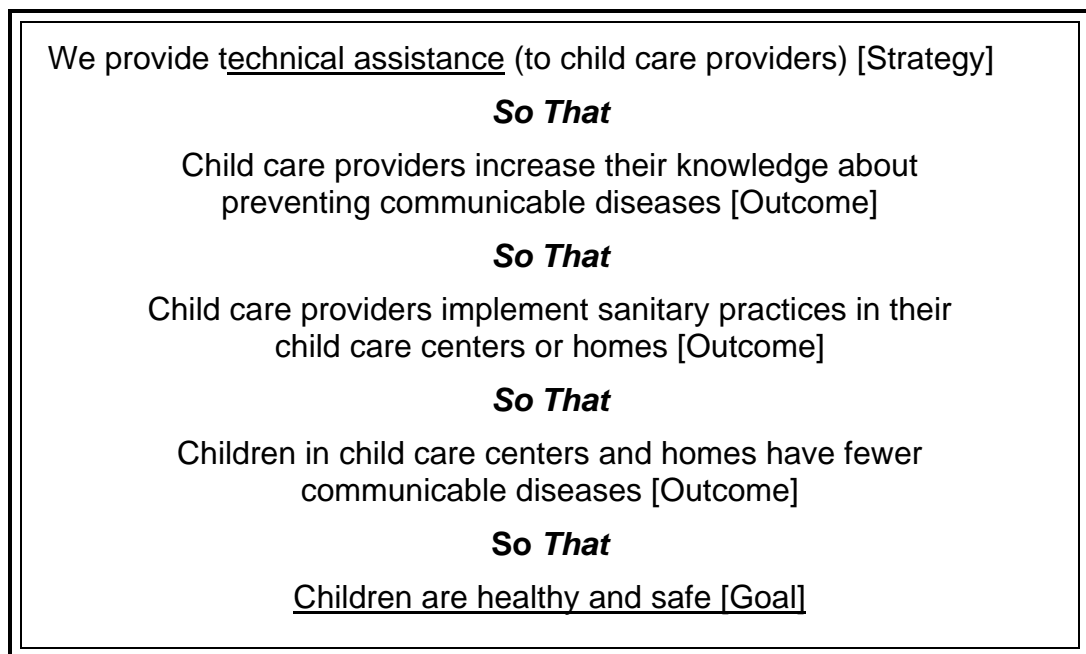 We provide technical assistance (to child care providers) [Strategy]
So That
Child care providers increase their knowledge about
preventing communicable diseases [Outcome]
So That
Child care providers implement sanitary practices in their
child care centers or homes [Outcome]
So That
Children in child care centers and homes have fewer
communicable diseases [Outcome]
So That
Children are healthy and safe [Goal]